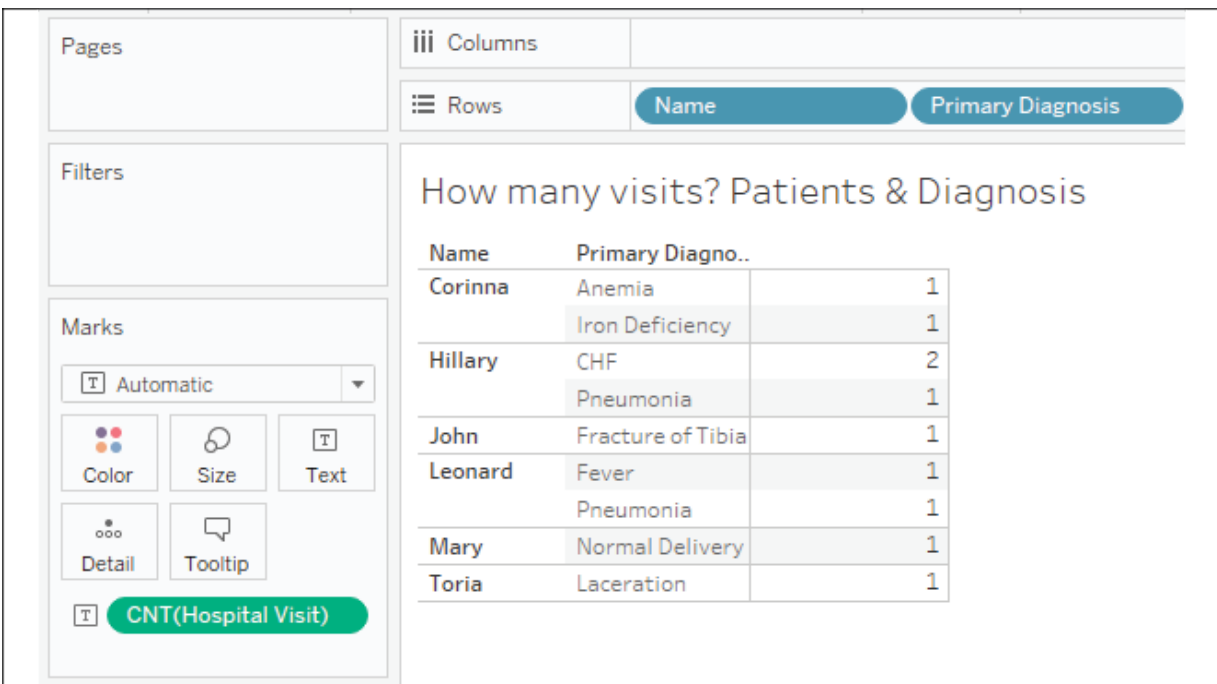 Pages
Columns
Rows Name Primary Diagnosis
Filters
How many visits? Patients & Diagnosis
Name Primary Diagno..
Corinna Anemia 1
Iron Deficiency 1
Hillary CHF 2
Pneumonia 1
John Fracture of Tibia 1
Leonard Fever 1
Pneumonia 1
Mary Normal Delivery 1
Toria Laceration 1
Marks
T Automatic
Color Size T Text
Detail Tooltip
T CNT(Hospital Visit)